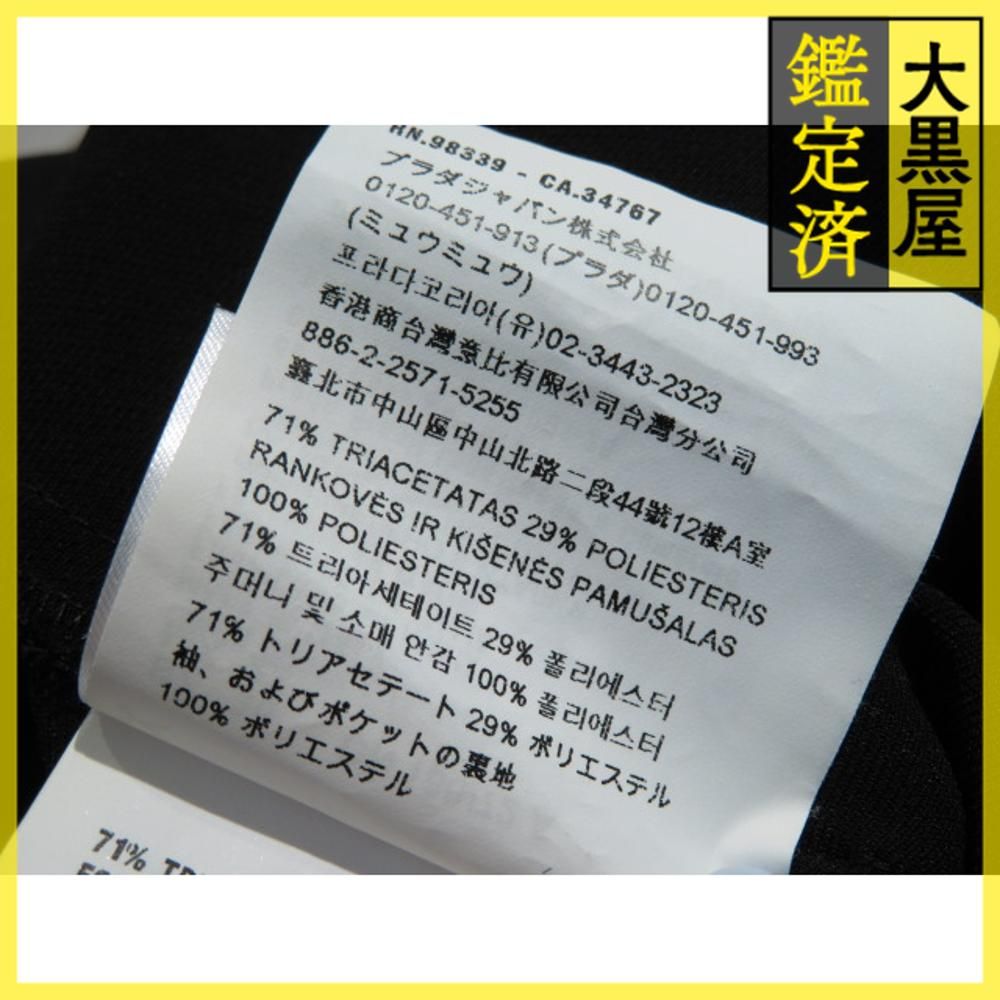 大黒屋
鑑定済
RN.98339 - CA.34767
プラダジャパン株式会社
0120-451-913(プラダ)0120-451-993
(ミュウミュウ)
프라다코리아(유)02-3443-2323
香港商台灣意比有限公司台灣分公司
886-2-2571-5255
臺北市中山區中山北路二段44號12樓A室
71% TRIACETATAS 29% POLIESTERIS
RANKOVĖS IR KIŠENĖS PAMUŠALAS
100% POLIESTERIS
71% 트리아세테이트 29% 폴리에스터
주머니 및 소매 안감 100% 폴리에스터
71% トリアセテート 29% ポリエステル
袖、およびポケットの裏地
100% ポリエステル
71%